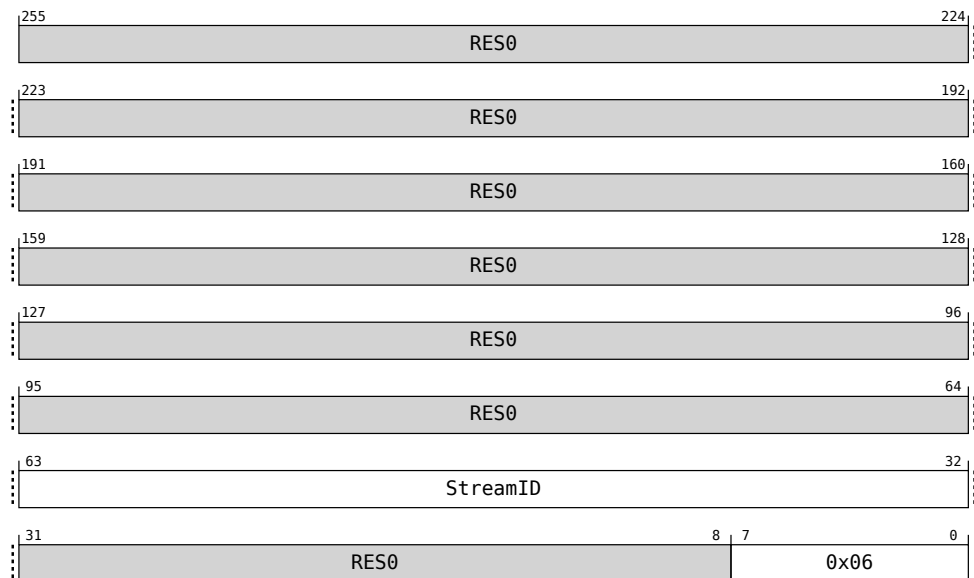 255 224
RES0
223 192
RES0
191 160
RES0
159 128
RES0
127 96
RES0
95 64
RES0
63 32
StreamID
31 8 7 0
RES0 0x06